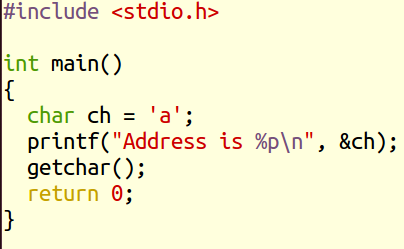 #include <stdio.h>
int main()
{
char ch = 'a';
printf("Address is %p\n", &ch);
getchar();
return 0;
}